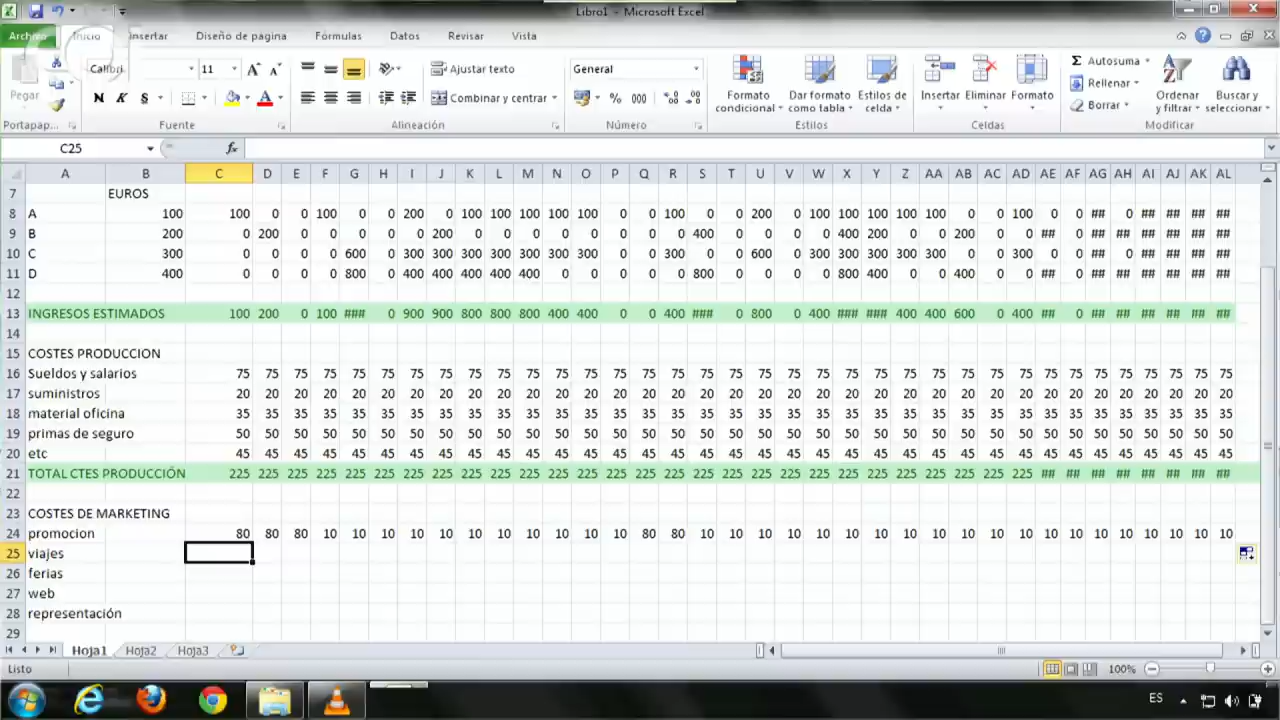 Libro1 - Microsoft Excel
Archivo Inicio Insertar Diseño de página Fórmulas Datos Revisar Vista
Pegar Calibri 11 Ajustar texto General Formato condicional Dar formato como tabla Estilos de celda Insertar Eliminar Formato Autosuma Ordenar y filtrar Buscar y seleccionar
N K S Combinar y centrar % 000 Rellenar
Borrar
Portapap... Fuente Alineación Número Estilos Celdas Modificar
C25 fx
A B C D E F G H I J K L M N O P Q R S T U V W X Y Z AA AB AC AD AE AF AG AH AI AJ AK AL
7 EUROS
8 A 100 100 0 0 100 0 0 200 0 100 100 100 100 100 0 0 100 0 0 200 0 100 100 100 100 100 0 0 100 0 0 ## 0 ## ## ## ##
9 B 200 0 200 0 0 0 0 0 200 0 0 0 0 0 0 0 0 400 0 0 0 0 400 200 0 0 200 0 0 ## 0 ## ## ## ## ## ##
10 C 300 0 0 0 0 600 0 300 300 300 300 300 300 300 0 0 300 0 0 600 0 300 300 300 300 300 0 0 300 0 0 ## 0 ## ## ## ##
11 D 400 0 0 0 0 800 0 400 400 400 400 400 0 0 0 0 0 800 0 0 0 0 800 400 0 0 400 0 0 ## 0 ## ## ## ## ## ##
12
13 INGRESOS ESTIMADOS 100 200 0 100 ### 0 900 900 800 800 800 400 400 0 0 400 ### 0 800 0 400 ### ### 400 400 600 0 400 ## 0 ## ## ## ## ## ##
14
15 COSTES PRODUCCION
16 Sueldos y salarios 75 75 75 75 75 75 75 75 75 75 75 75 75 75 75 75 75 75 75 75 75 75 75 75 75 75 75 75 75 75 75 75 75 75 75 75
17 suministros 20 20 20 20 20 20 20 20 20 20 20 20 20 20 20 20 20 20 20 20 20 20 20 20 20 20 20 20 20 20 20 20 20 20 20 20
18 material oficina 35 35 35 35 35 35 35 35 35 35 35 35 35 35 35 35 35 35 35 35 35 35 35 35 35 35 35 35 35 35 35 35 35 35 35 35
19 primas de seguro 50 50 50 50 50 50 50 50 50 50 50 50 50 50 50 50 50 50 50 50 50 50 50 50 50 50 50 50 50 50 50 50 50 50 50 50
20 etc 45 45 45 45 45 45 45 45 45 45 45 45 45 45 45 45 45 45 45 45 45 45 45 45 45 45 45 45 45 45 45 45 45 45 45 45
21 TOTAL CTES PRODUCCIÓN 225 225 225 225 225 225 225 225 225 225 225 225 225 225 225 225 225 225 225 225 225 225 225 225 225 225 225 225 ## ## ## ## ## ## ## ##
22
23 COSTES DE MARKETING
24 promocion 80 80 80 10 10 10 10 10 10 10 10 10 10 10 80 80 10 10 10 10 10 10 10 10 10 10 10 10 10 10 10 10 10 10 10 10
25 viajes
26 ferias
27 web
28 representación
29
Hoja1 Hoja2 Hoja3
Listo 100%
ES